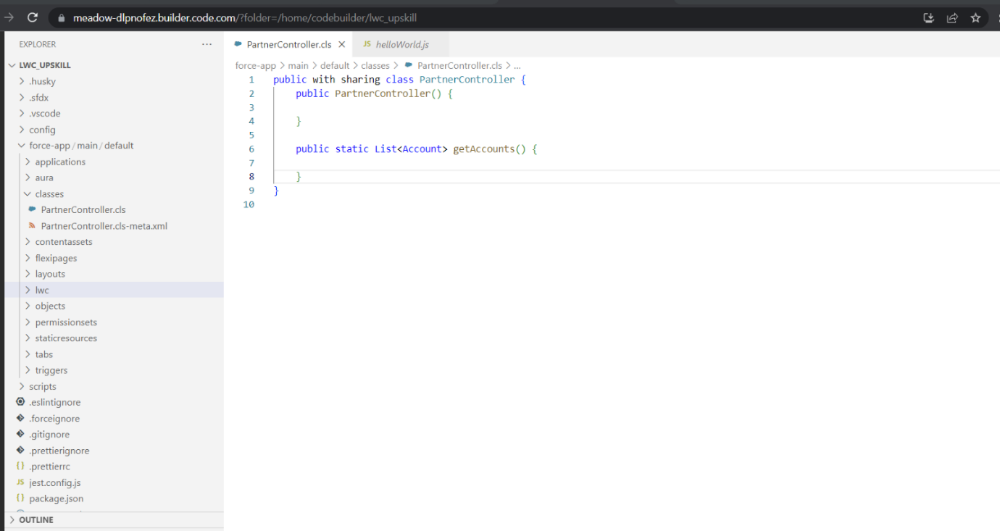 meadow-dlpnofez.builder.code.com/?folder=/home/codebuilder/lwc_upskill
EXPLORER
LWC_UPSKILL
.husky
.sfdx
.vscode
config
force-app / main / default
applications
aura
classes
PartnerController.cls
PartnerController.cls-meta.xml
contentassets
flexipages
layouts
lwc
objects
permissionsets
staticresources
tabs
triggers
scripts
.eslintignore
.forceignore
.gitignore
.prettierignore
{} .prettierrc
JS jest.config.js
{} package.json
OUTLINE
PartnerController.cls
JS helloWorld.js
force-app > main > default > classes > PartnerController.cls > ...
1 public with sharing class PartnerController {
2 public PartnerController() {
3
4 }
5
6 public static List<Account> getAccounts() {
7
8 }
9 }
10